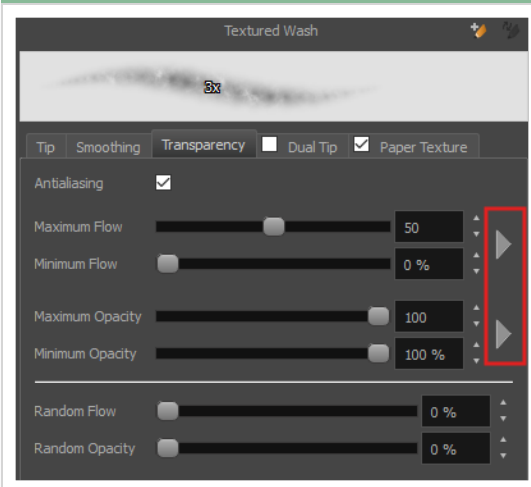 Textured Wash
3x
Tip Smoothing Transparency Dual Tip Paper Texture
Antialiasing
Maximum Flow 50
Minimum Flow 0 %
Maximum Opacity 100
Minimum Opacity 100 %
Random Flow 0 %
Random Opacity 0 %